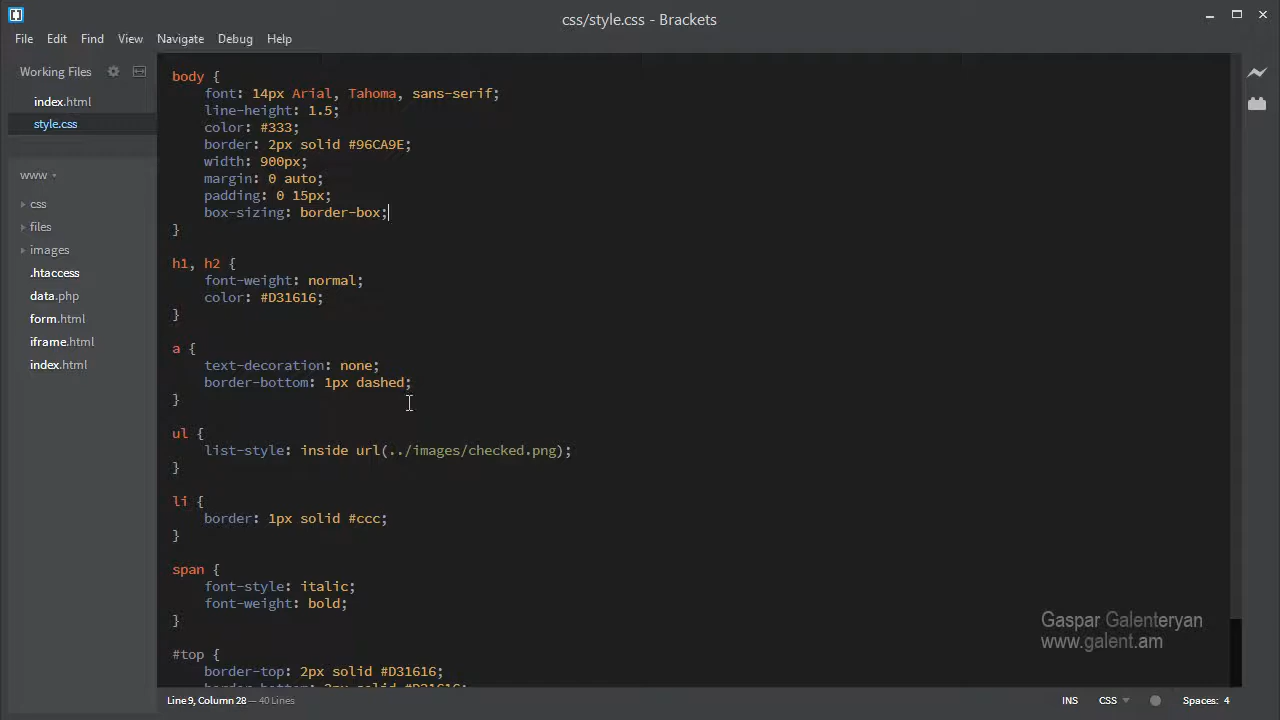 css/style.css - Brackets
File Edit Find View Navigate Debug Help
Working Files
index.html
style.css
www
css
files
images
.htaccess
data.php
form.html
iframe.html
index.html
body {
font: 14px Arial, Tahoma, sans-serif;
line-height: 1.5;
color: #333;
border: 2px solid #96CA9E;
width: 900px;
margin: 0 auto;
padding: 0 15px;
box-sizing: border-box;
}
h1, h2 {
font-weight: normal;
color: #D31616;
}
a {
text-decoration: none;
border-bottom: 1px dashed;
}
ul {
list-style: inside url(../images/checked.png);
}
li {
border: 1px solid #ccc;
}
span {
font-style: italic;
font-weight: bold;
}
#top {
border-top: 2px solid #D31616;
border-bottom: 2px solid #D31616;
Gaspar Galenteryan
www.galent.am
Line 9, Column 28 — 40 Lines
INS CSS Spaces: 4